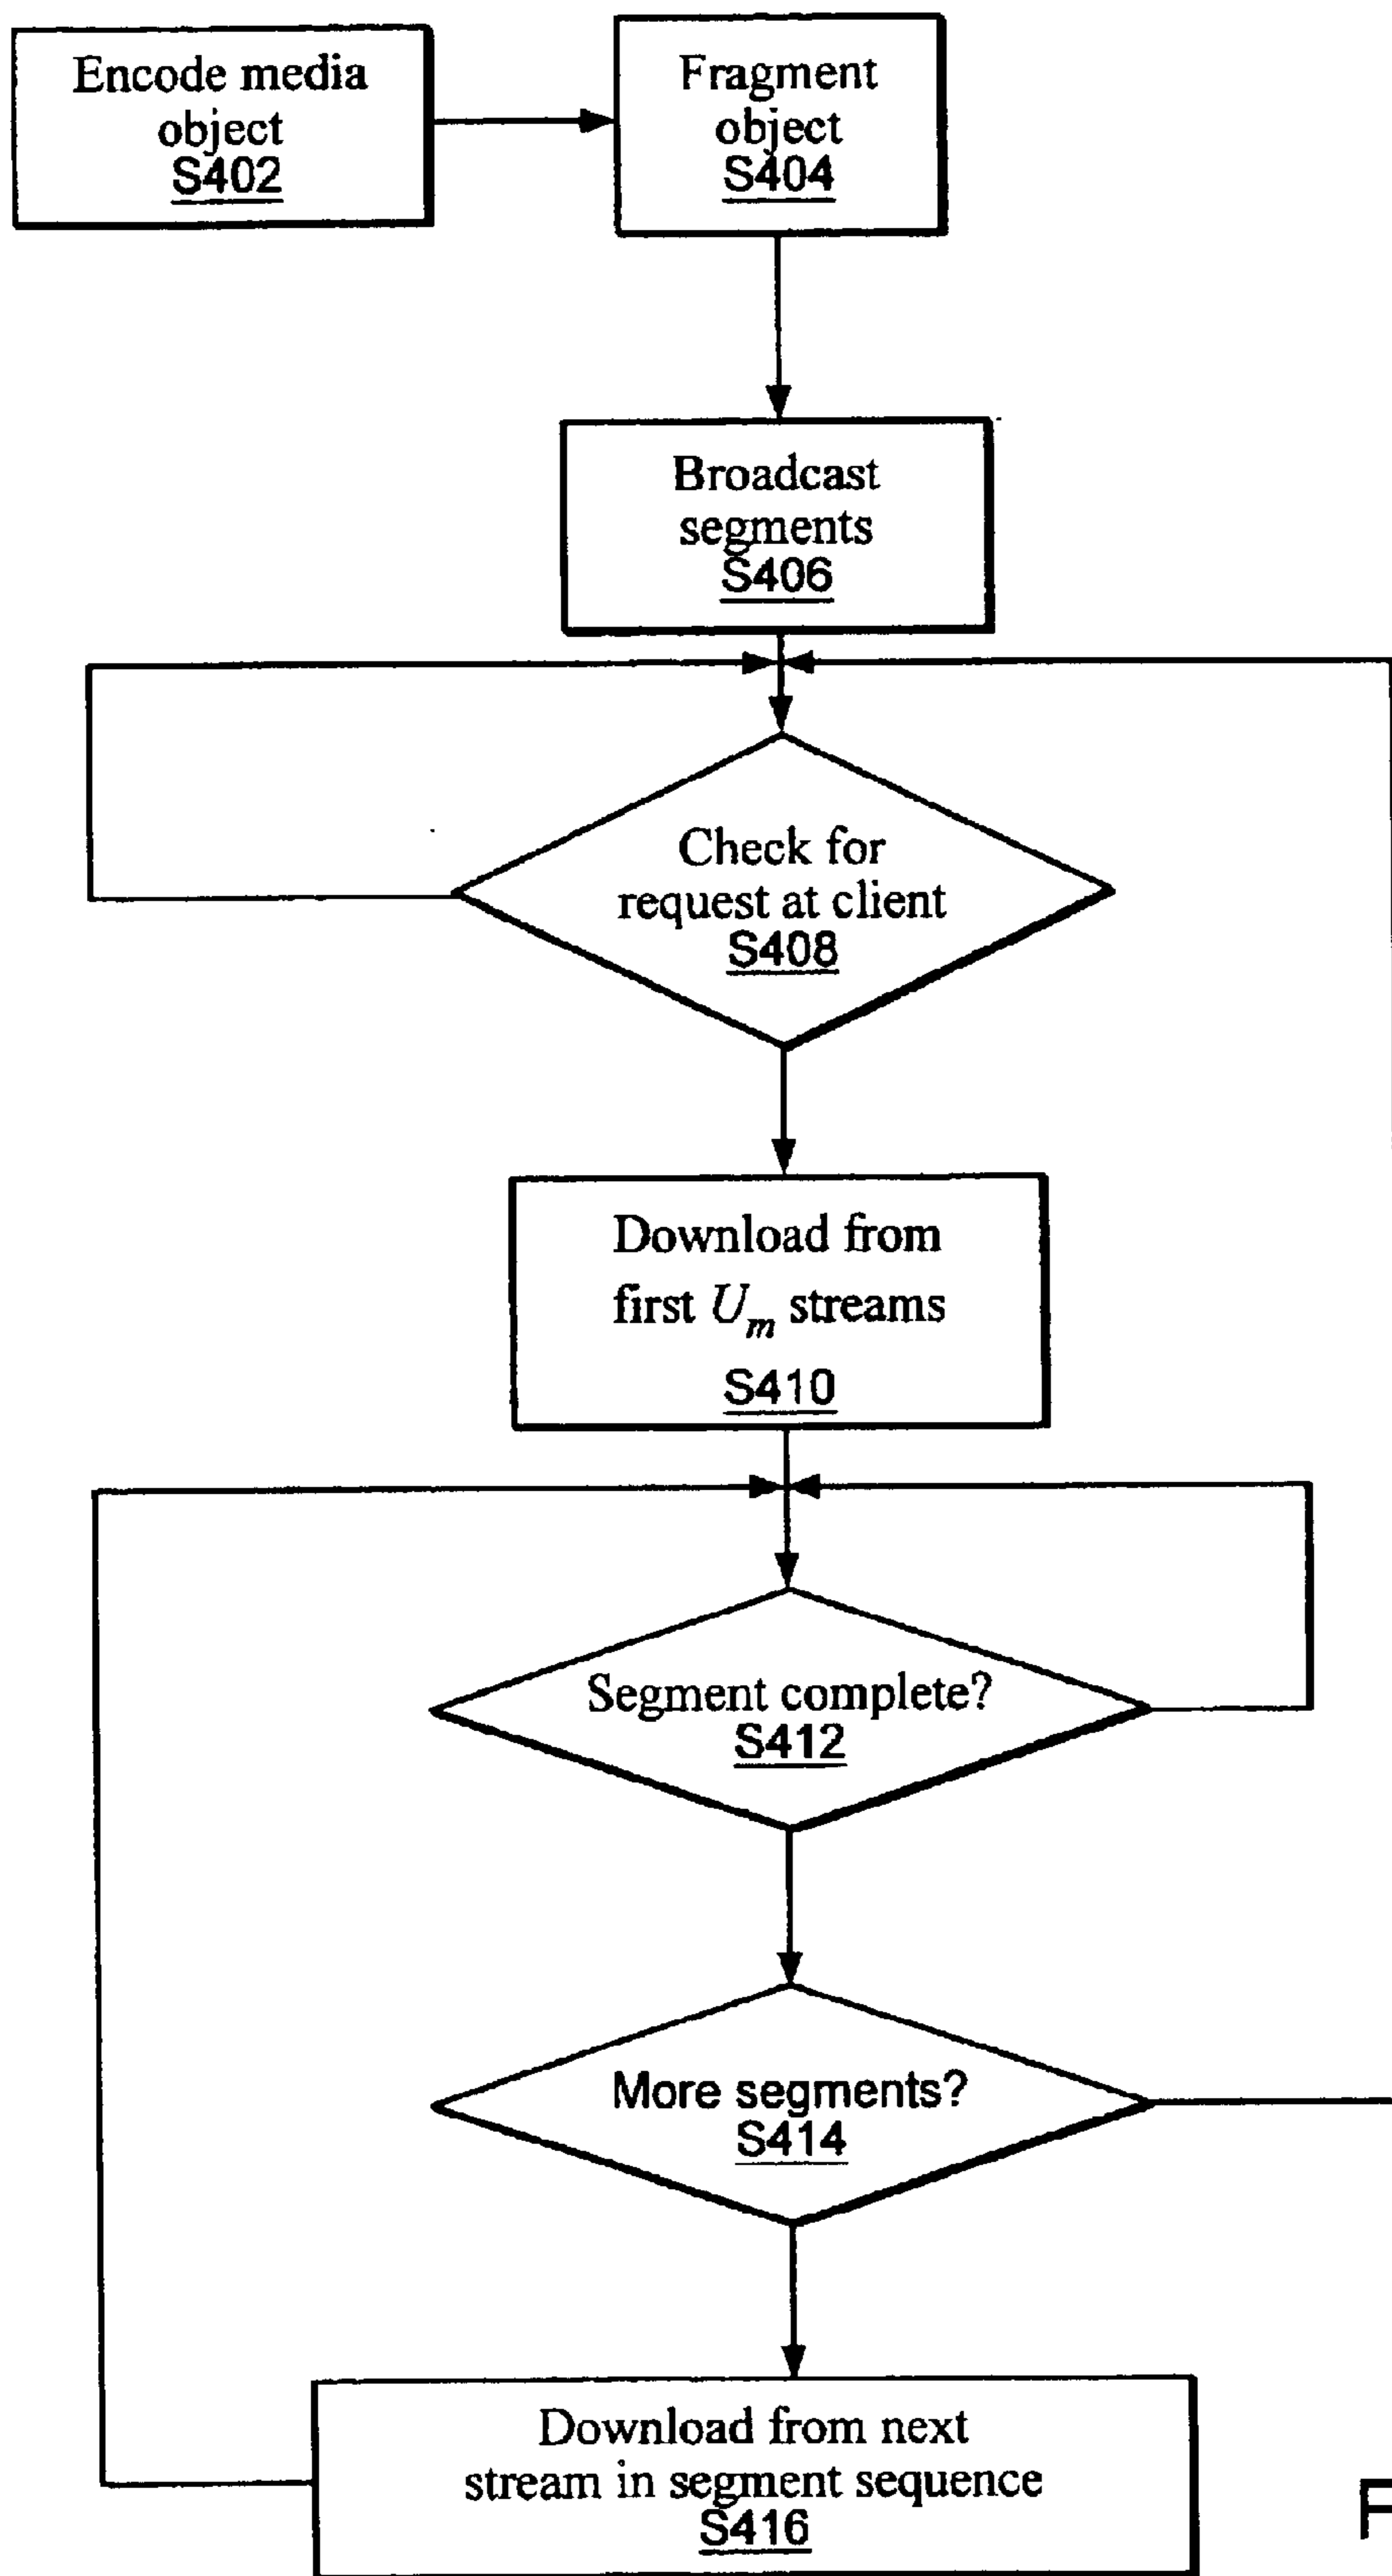 Encode media
object
S402
Fragment
object
S404
Broadcast
segments
S406
Check for
request at client
S408
Download from
first Um streams
S410
Segment complete?
S412
More segments?
S414
Download from next
stream in segment sequence
S416
F